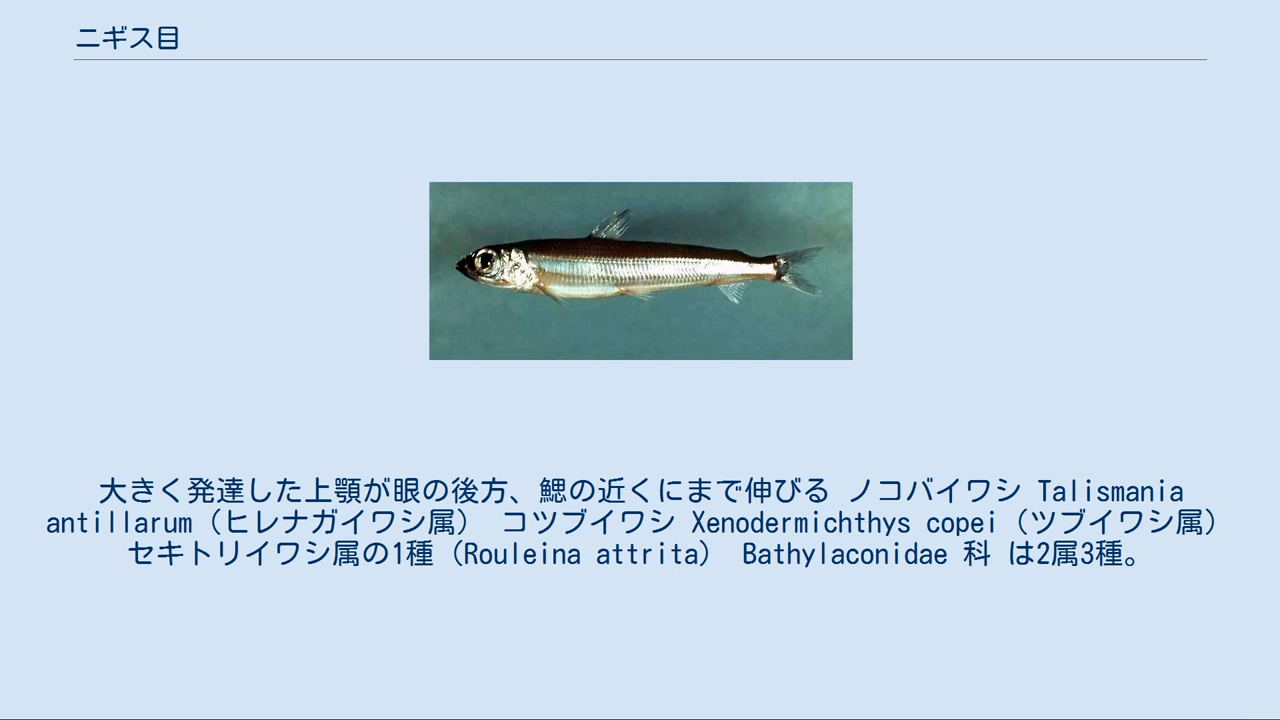 ニギス目
大きく発達した上顎が眼の後方、鰓の近くにまで伸びる ノコバイワシ Talismania
antillarum（ヒレナガイワシ属） コツブイワシ Xenodermichthys copei（ツブイワシ属）
セキトリイワシ属の1種（Rouleina attrita） Bathylaconidae 科 は2属3種。